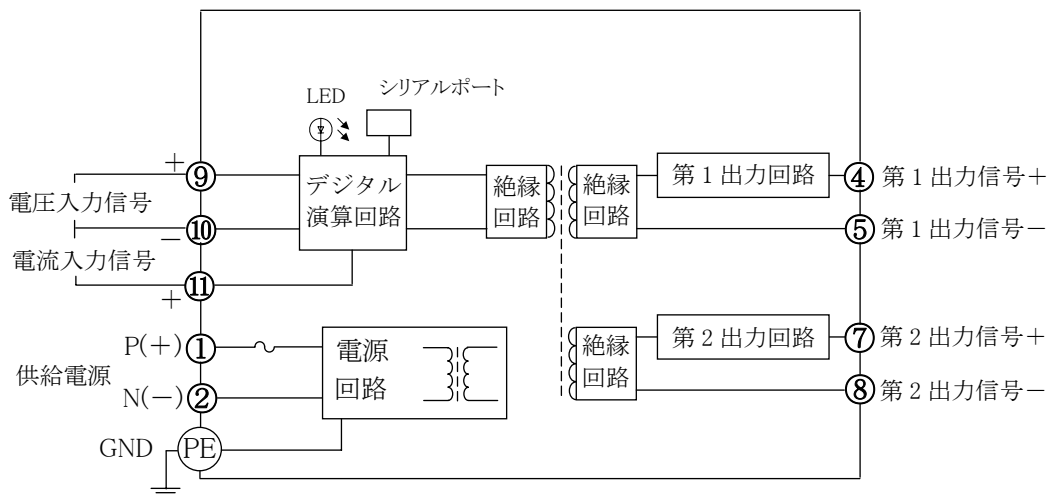 シリアルポート
LED
+
⑨
電圧入力信号
⑩
−
電流入力信号
⑪
+
デジタル
演算回路
絶縁
回路
絶縁
回路
第1出力回路
④ 第1出力信号+
⑤ 第1出力信号−
P(+) ①
供給電源
N(−) ②
GND PE
電源
回路
絶縁
回路
第2出力回路
⑦ 第2出力信号+
⑧ 第2出力信号−